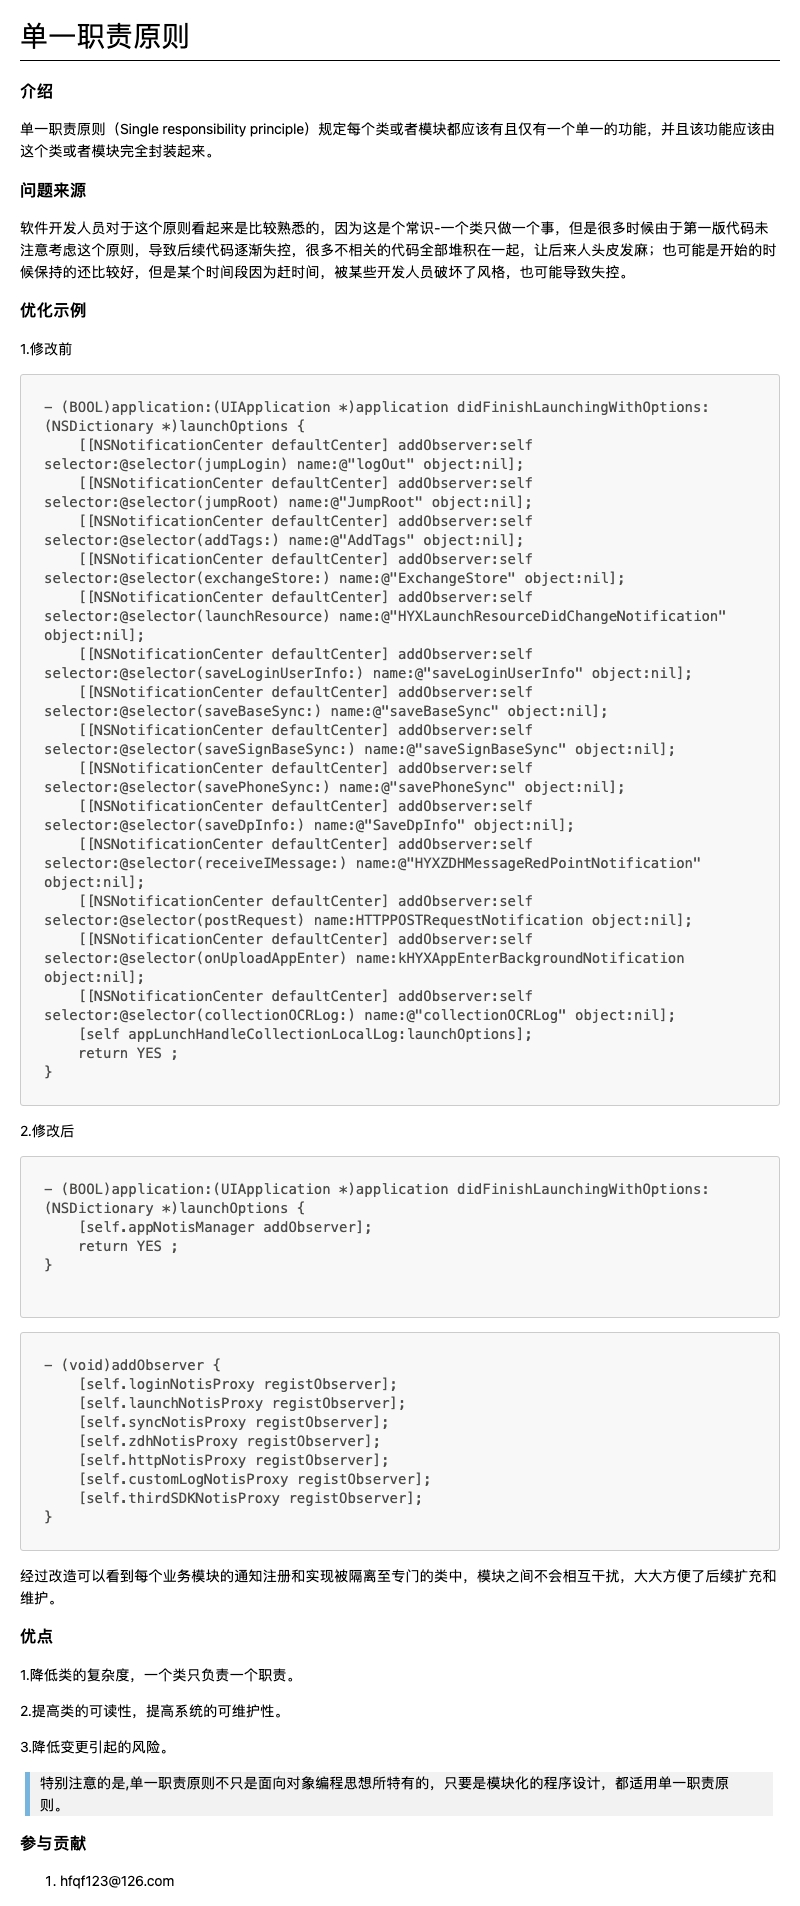 单一职责原则
介绍
单一职责原则（Single responsibility principle）规定每个类或者模块都应该有且仅有一个单一的功能，并且该功能应该由
这个类或者模块完全封装起来。
问题来源
软件开发人员对于这个原则看起来是比较熟悉的，因为这是个常识-一个类只做一个事，但是很多时候由于第一版代码未
注意考虑这个原则，导致后续代码逐渐失控，很多不相关的代码全部堆积在一起，让后来人头皮发麻；也可能是开始的时
候保持的还比较好，但是某个时间段因为赶时间，被某些开发人员破坏了风格，也可能导致失控。
优化示例
1.修改前
- (BOOL)application:(UIApplication *)application didFinishLaunchingWithOptions:
(NSDictionary *)launchOptions {
    [[NSNotificationCenter defaultCenter] addObserver:self
selector:@selector(jumpLogin) name:@"logOut" object:nil];
    [[NSNotificationCenter defaultCenter] addObserver:self
selector:@selector(jumpRoot) name:@"JumpRoot" object:nil];
    [[NSNotificationCenter defaultCenter] addObserver:self
selector:@selector(addTags:) name:@"AddTags" object:nil];
    [[NSNotificationCenter defaultCenter] addObserver:self
selector:@selector(exchangeStore:) name:@"ExchangeStore" object:nil];
    [[NSNotificationCenter defaultCenter] addObserver:self
selector:@selector(launchResource) name:@"HYXLaunchResourceDidChangeNotification"
object:nil];
    [[NSNotificationCenter defaultCenter] addObserver:self
selector:@selector(saveLoginUserInfo:) name:@"saveLoginUserInfo" object:nil];
    [[NSNotificationCenter defaultCenter] addObserver:self
selector:@selector(saveBaseSync:) name:@"saveBaseSync" object:nil];
    [[NSNotificationCenter defaultCenter] addObserver:self
selector:@selector(saveSignBaseSync:) name:@"saveSignBaseSync" object:nil];
    [[NSNotificationCenter defaultCenter] addObserver:self
selector:@selector(savePhoneSync:) name:@"savePhoneSync" object:nil];
    [[NSNotificationCenter defaultCenter] addObserver:self
selector:@selector(saveDpInfo:) name:@"SaveDpInfo" object:nil];
    [[NSNotificationCenter defaultCenter] addObserver:self
selector:@selector(receiveIMessage:) name:@"HYXZDHMessageRedPointNotification"
object:nil];
    [[NSNotificationCenter defaultCenter] addObserver:self
selector:@selector(postRequest) name:HTTPPOSTRequestNotification object:nil];
    [[NSNotificationCenter defaultCenter] addObserver:self
selector:@selector(onUploadAppEnter) name:kHYXAppEnterBackgroundNotification
object:nil];
    [[NSNotificationCenter defaultCenter] addObserver:self
selector:@selector(collectionOCRLog:) name:@"collectionOCRLog" object:nil];
    [self appLunchHandleCollectionLocalLog:launchOptions];
    return YES ;
}
2.修改后
- (BOOL)application:(UIApplication *)application didFinishLaunchingWithOptions:
(NSDictionary *)launchOptions {
    [self.appNotisManager addObserver];
    return YES ;
}
- (void)addObserver {
    [self.loginNotisProxy registObserver];
    [self.launchNotisProxy registObserver];
    [self.syncNotisProxy registObserver];
    [self.zdhNotisProxy registObserver];
    [self.httpNotisProxy registObserver];
    [self.customLogNotisProxy registObserver];
    [self.thirdSDKNotisProxy registObserver];
}
经过改造可以看到每个业务模块的通知注册和实现被隔离至专门的类中，模块之间不会相互干扰，大大方便了后续扩充和
维护。
优点
1.降低类的复杂度，一个类只负责一个职责。
2.提高类的可读性，提高系统的可维护性。
3.降低变更引起的风险。
特别注意的是,单一职责原则不只是面向对象编程思想所特有的，只要是模块化的程序设计，都适用单一职责原
则。
参与贡献
1. hfqf123@126.com